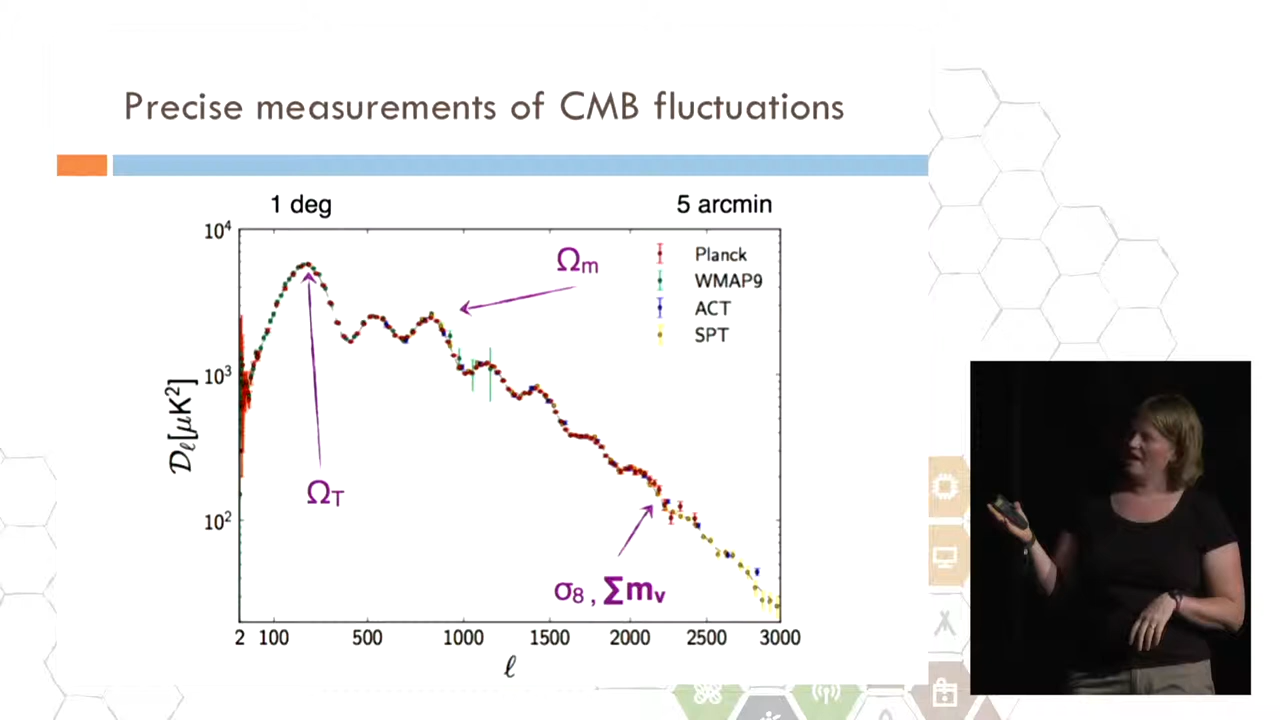 Precise measurements of CMB fluctuations
1 deg
5 arcmin
10⁴
10³
10²
𝒟ℓ[μK²]
Ωm
ΩT
σ8 , Σmν
Planck
WMAP9
ACT
SPT
2 100 500 1000 1500 2000 2500 3000
ℓ